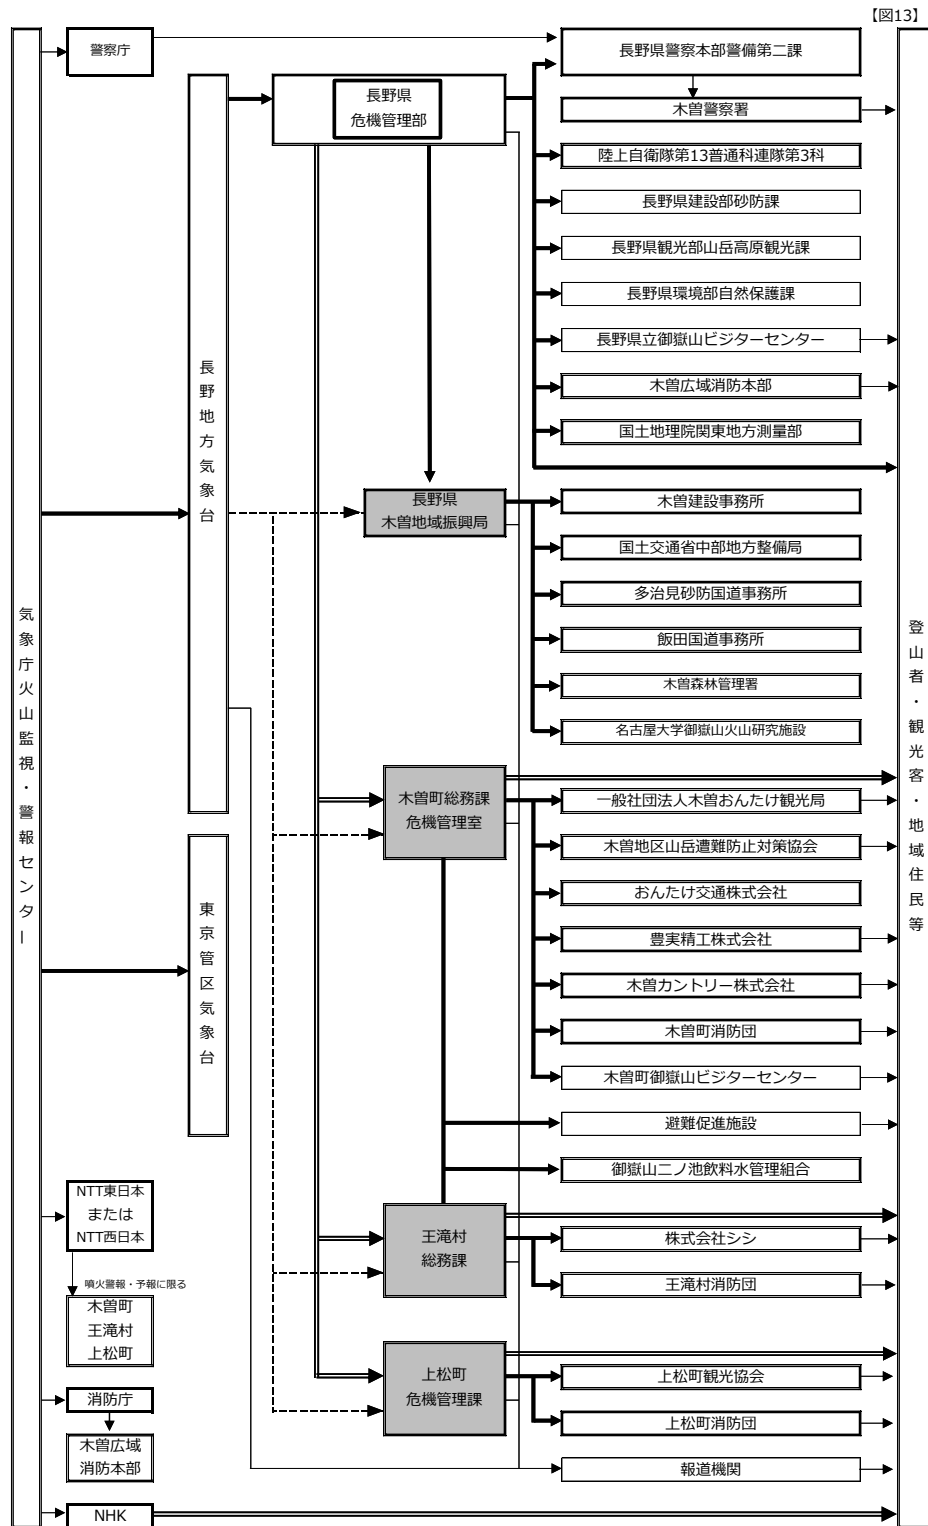 【図13】
気象庁火山監視・警報センター
警察庁
長野県警察本部警備第二課
木曽警察署
長野県
危機管理部
陸上自衛隊第13普通科連隊第3科
長野県建設部砂防課
長野県観光部山岳高原観光課
長野県環境部自然保護課
長野県立御嶽山ビジターセンター
木曽広域消防本部
国土地理院関東地方測量部
長野地方気象台
長野県
木曽地域振興局
木曽建設事務所
国土交通省中部地方整備局
多治見砂防国道事務所
飯田国道事務所
木曽森林管理署
名古屋大学御嶽山火山研究施設
木曽町総務課
危機管理室
一般社団法人木曽おんたけ観光局
木曽地区山岳遭難防止対策協会
おんたけ交通株式会社
豊実精工株式会社
木曽カントリー株式会社
木曽町消防団
木曽町御嶽山ビジターセンター
避難促進施設
御嶽山二ノ池飲料水管理組合
東京管区気象台
NTT東日本
または
NTT西日本
噴火警報・予報に限る
木曽町
王滝村
上松町
王滝村
総務課
株式会社シシ
王滝村消防団
上松町
危機管理課
上松町観光協会
上松町消防団
消防庁
木曽広域
消防本部
報道機関
NHK
登山者・観光客・地域住民等